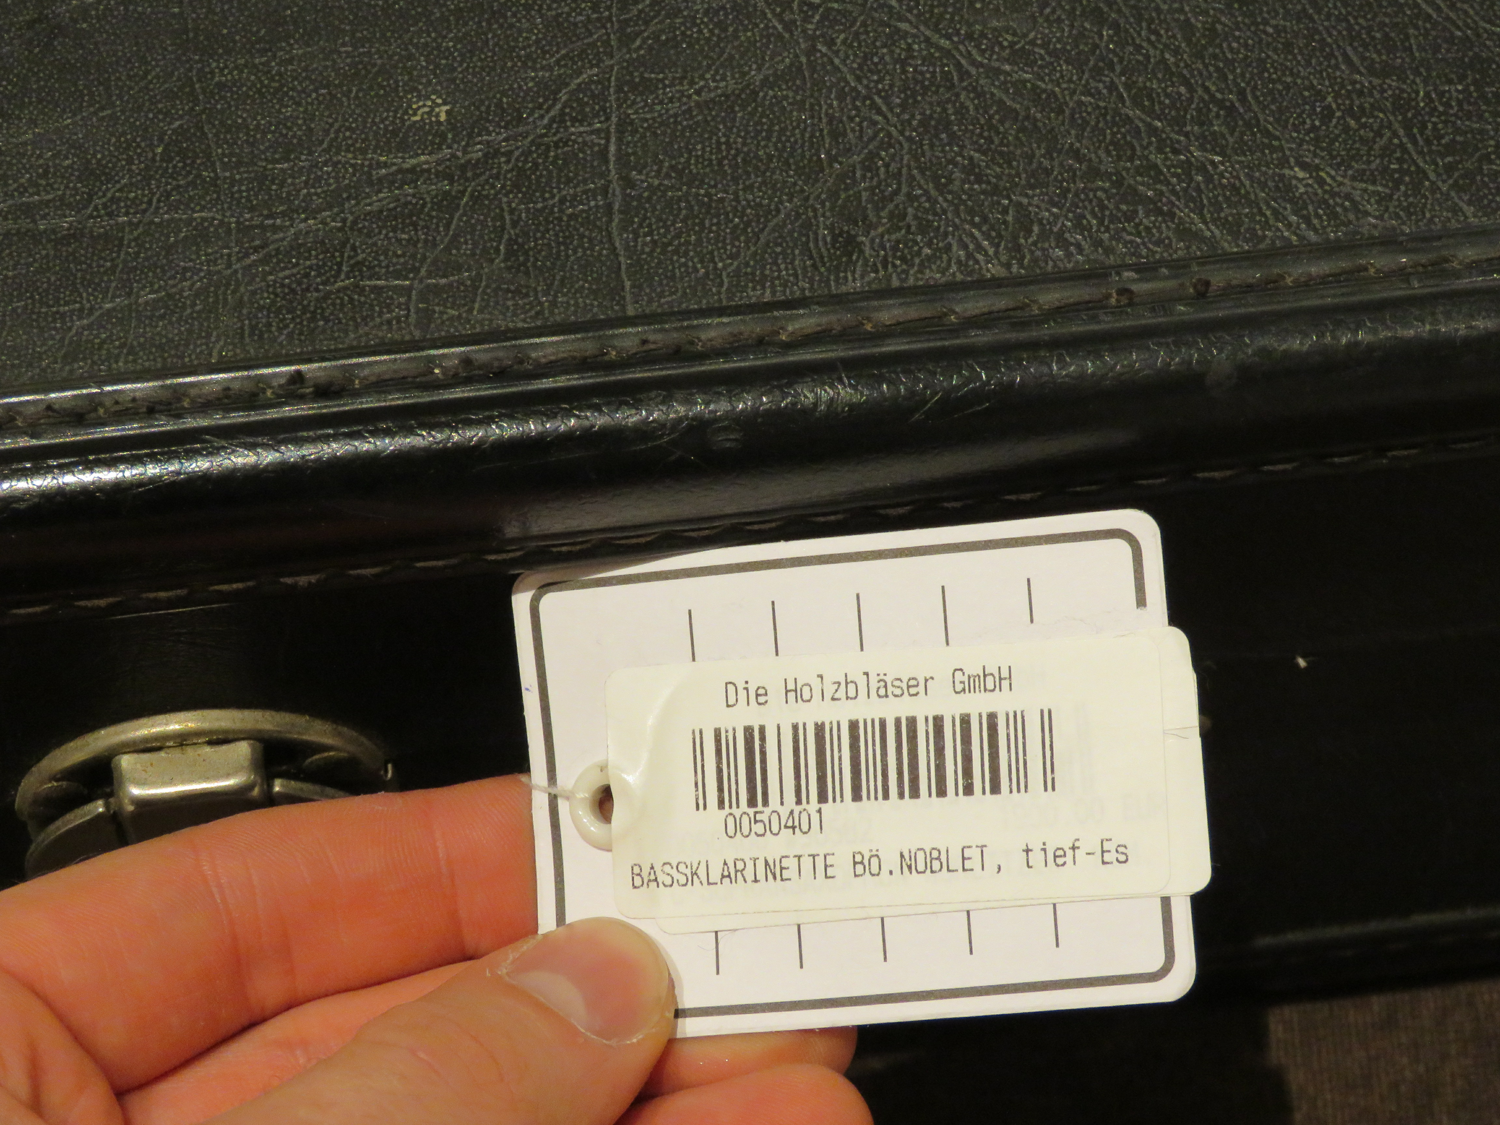 Die Holzbläser GmbH
0050401
BASSKLARINETTE BÖ.NOBLET, tief-Es